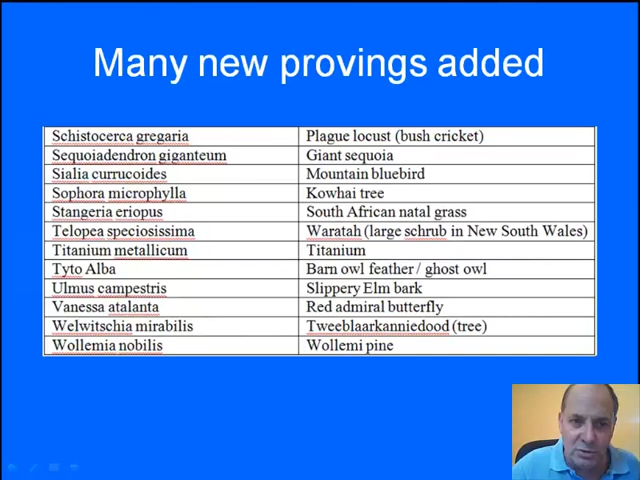 Many new provings added
Schistocerca gregaria Plague locust (bush cricket)
Sequoiadendron giganteum Giant sequoia
Sialia currucoides Mountain bluebird
Sophora microphylla Kowhai tree
Stangeria eriopus South African natal grass
Telopea speciosissima Waratah (large schrub in New South Wales)
Titanium metallicum Titanium
Tyto Alba Barn owl feather / ghost owl
Ulmus campestris Slippery Elm bark
Vanessa atalanta Red admiral butterfly
Welwitschia mirabilis Tweeblaarkanniedood (tree)
Wollemia nobilis Wollemi pine